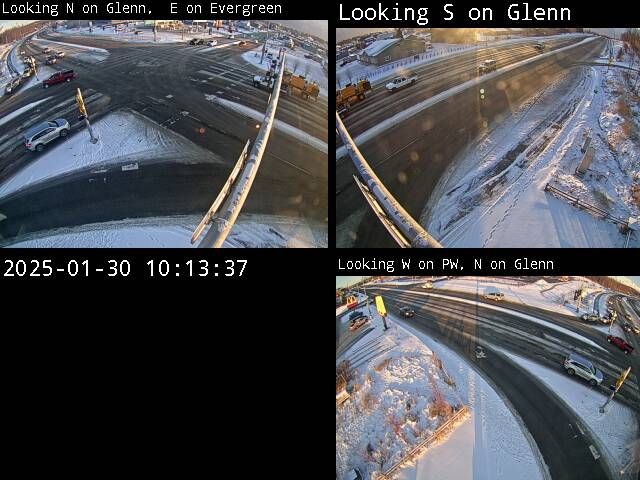 Looking N on Glenn,  E on Evergreen
Looking S on Glenn
2025-01-30 10:13:37
Looking W on PW, N on Glenn